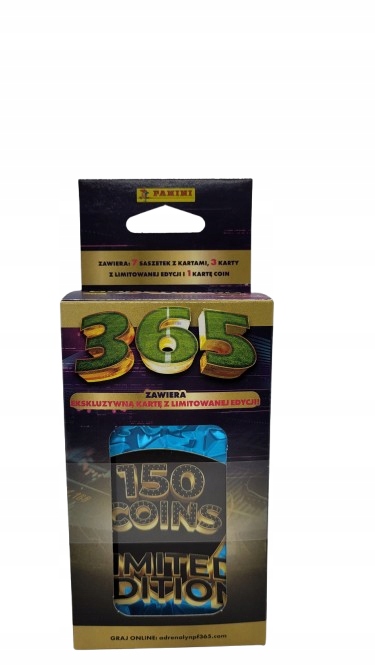 PANINI
ZAWIERA: 7 SASZETEK Z KARTAMI, 3 KARTY
Z LIMITOWANEJ EDYCJI I 1 KARTĘ COIN
365
ZAWIERA
EKSKLUZYWNĄ KARTĘ Z LIMITOWANEJ EDYCJI!
150
COINS
IMITED
DITION
GRAJ ONLINE: adrenalynpf365.com